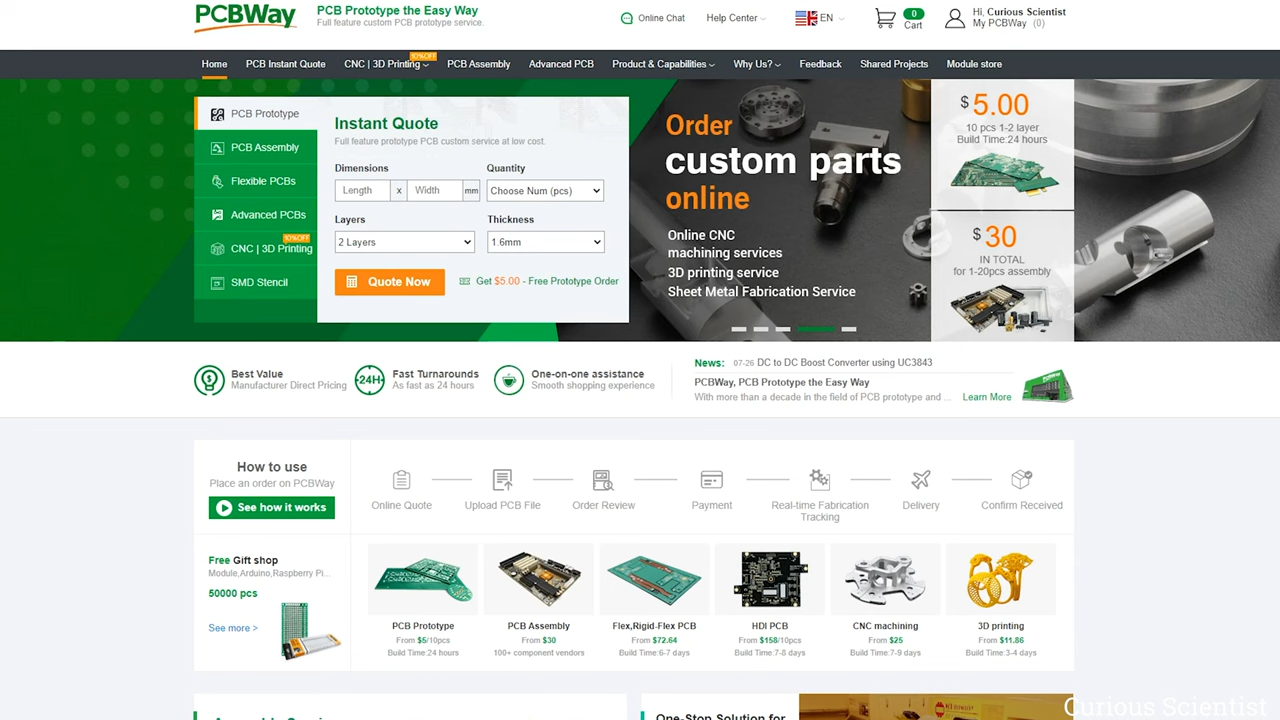 PCBWay
PCB Prototype the Easy Way
Full feature custom PCB prototype service.
Online Chat
Help Center
EN
0
Cart
Hi, Curious Scientist
My PCBWay (0)
Home
PCB Instant Quote
CNC | 3D Printing
10%OFF
PCB Assembly
Advanced PCB
Product & Capabilities
Why Us?
Feedback
Shared Projects
Module store
PCB Prototype
PCB Assembly
Flexible PCBs
Advanced PCBs
10%OFF
CNC | 3D Printing
SMD Stencil
Instant Quote
Full feature prototype PCB custom service at low cost.
Dimensions
Quantity
Length x Width mm
Choose Num (pcs)
Layers
Thickness
2 Layers
1.6mm
Quote Now
Get $5.00 - Free Prototype Order
Order
custom parts
online
Online CNC
machining services
3D printing service
Sheet Metal Fabrication Service
$ 5.00
10 pcs 1-2 layer
Build Time:24 hours
$ 30
IN TOTAL
for 1-20pcs assembly
Best Value
Manufacturer Direct Pricing
24H
Fast Turnarounds
As fast as 24 hours
One-on-one assistance
Smooth shopping experience
News: 07-26 DC to DC Boost Converter using UC3843
PCBWay, PCB Prototype the Easy Way
With more than a decade in the field of PCB prototype and ... Learn More
How to use
Place an order on PCBWay
See how it works
Online Quote
Upload PCB File
Order Review
Payment
Real-time Fabrication
Tracking
Delivery
Confirm Received
Free Gift shop
Module,Arduino,Raspberry Pi...
50000 pcs
See more >
PCB Prototype
From $5/10pcs
Build Time:24 hours
PCB Assembly
From $30
100+ component vendors
Flex,Rigid-Flex PCB
From $72.64
Build Time:6-7 days
HDI PCB
From $158/10pcs
Build Time:7-8 days
CNC machining
From $25
Build Time:7-9 days
3D printing
From $11.86
Build Time:3-4 days
One-Stop Solution for
Curious Scientist